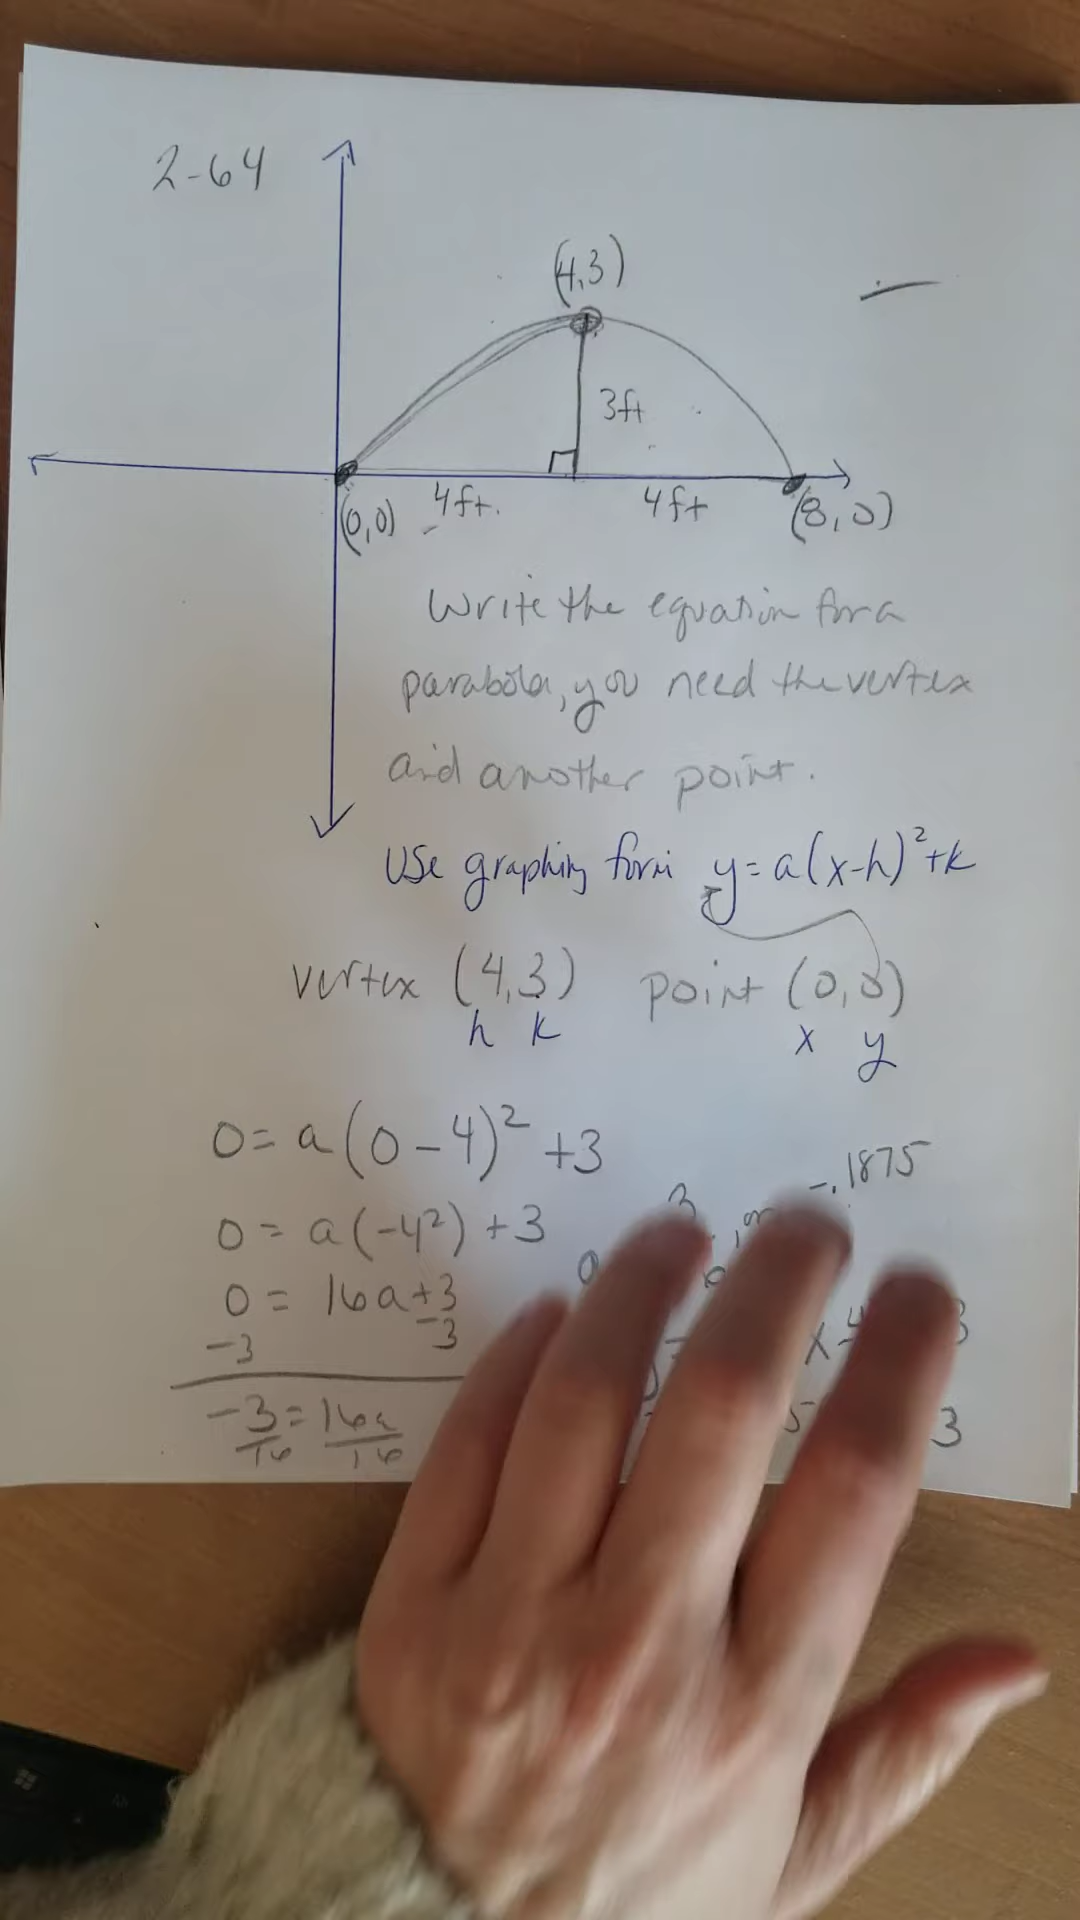 2-64
(4,3)
3ft
(0,0) 4ft. 4ft (8,0)
Write the equation for a
parabola, you need the vertex
and another point.
Use graphing form y=a(x-h)²+k
vertex (4,3) point (0,0)
h k x y
0=a(0-4)²+3
-.1875
0=a(-4²)+3
3
0=16a+3
-3 -3
-3=16a
16 16
3